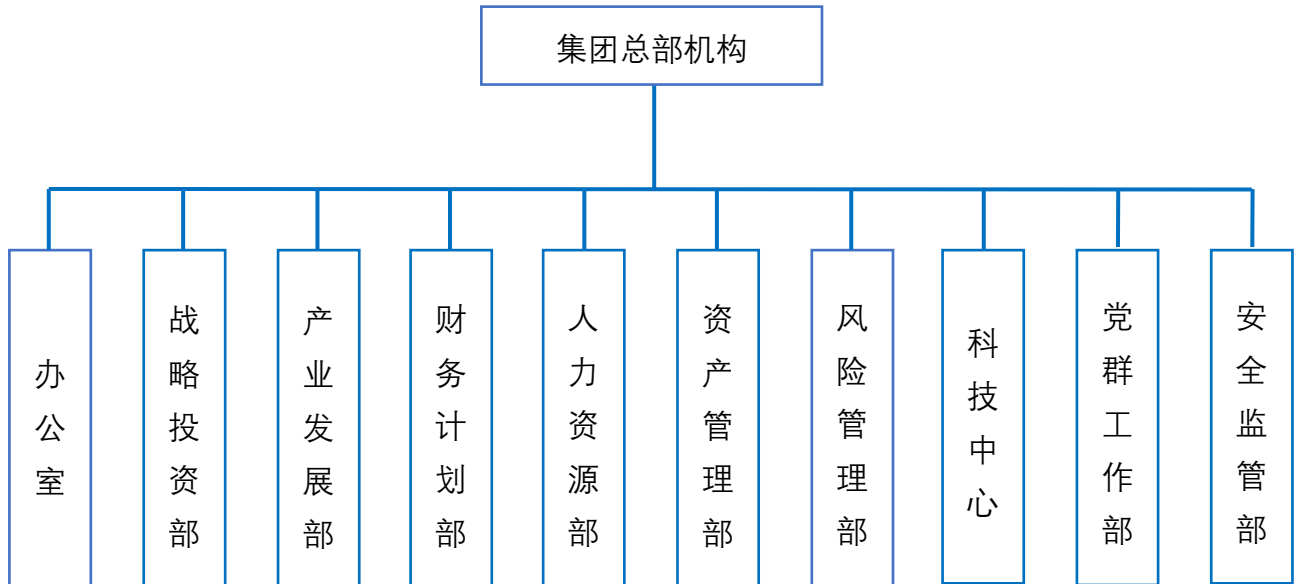 集团总部机构
办公室
战略投资部
产业发展部
财务计划部
人力资源部
资产管理部
风险管理部
科技中心
党群工作部
安全监管部